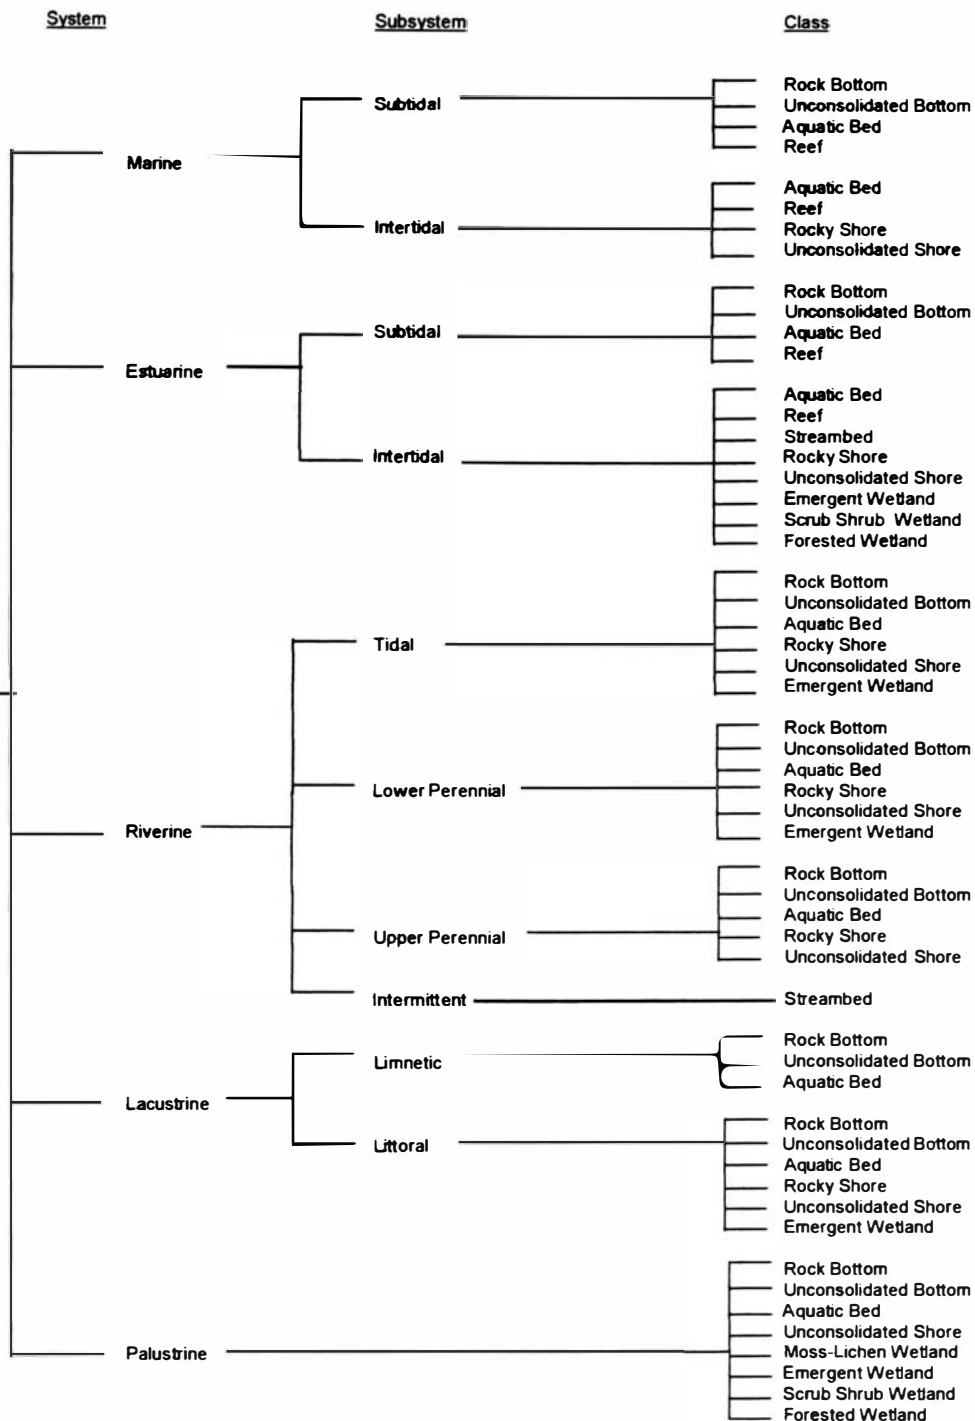 System Subsystem Class
Rock Bottom
Subtidal Unconsolidated Bottom
Aquatic Bed
Reef
Marine
Aquatic Bed
Reef
Intertidal Rocky Shore
Unconsolidated Shore
Rock Bottom
Unconsolidated Bottom
Subtidal Aquatic Bed
Reef
Estuarine
Aquatic Bed
Reef
Streambed
Intertidal Rocky Shore
Unconsolidated Shore
Emergent Wetland
Scrub Shrub Wetland
Forested Wetland
Rock Bottom
Unconsolidated Bottom
Aquatic Bed
Tidal Rocky Shore
Unconsolidated Shore
Emergent Wetland
Rock Bottom
Unconsolidated Bottom
Aquatic Bed
Lower Perennial Rocky Shore
Unconsolidated Shore
Riverine Emergent Wetland
Rock Bottom
Unconsolidated Bottom
Aquatic Bed
Upper Perennial Rocky Shore
Unconsolidated Shore
Intermittent Streambed
Rock Bottom
Limnetic Unconsolidated Bottom
Aquatic Bed
Lacustrine
Rock Bottom
Littoral Unconsolidated Bottom
Aquatic Bed
Rocky Shore
Unconsolidated Shore
Emergent Wetland
Rock Bottom
Unconsolidated Bottom
Aquatic Bed
Unconsolidated Shore
Palustrine Moss-Lichen Wetland
Emergent Wetland
Scrub Shrub Wetland
Forested Wetland